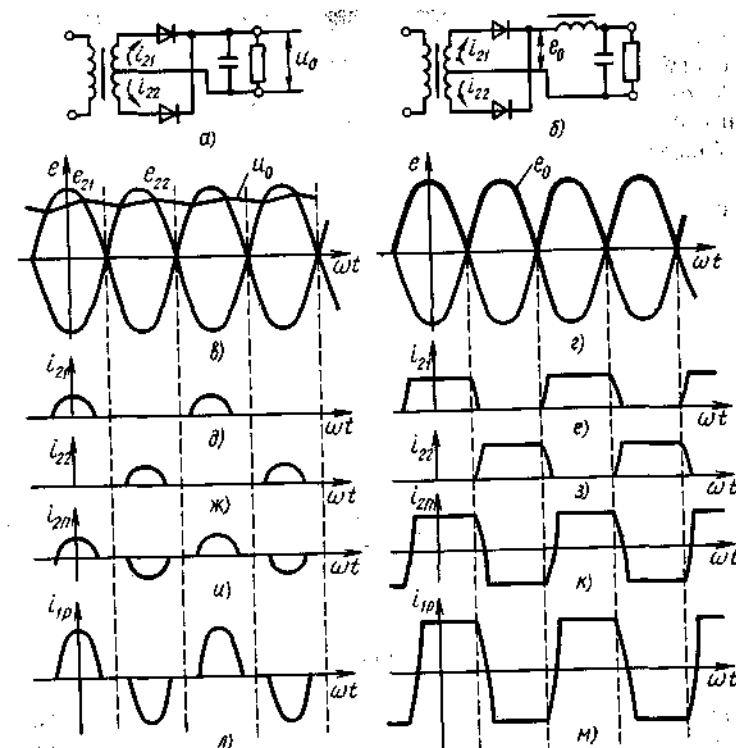 i₂₁
i₂₂
u₀
а)
i₂₁
i₂₂
e₀
б)
e
e₂₁
e₂₂
u₀
ωt
в)
e
e₀
ωt
г)
i₂₁
ωt
д)
i₂₁
ωt
е)
i₂₂
ωt
ж)
i₂₂
ωt
з)
i₂п
ωt
и)
i₂п
ωt
к)
i₁р
ωt
л)
i₁р
ωt
м)